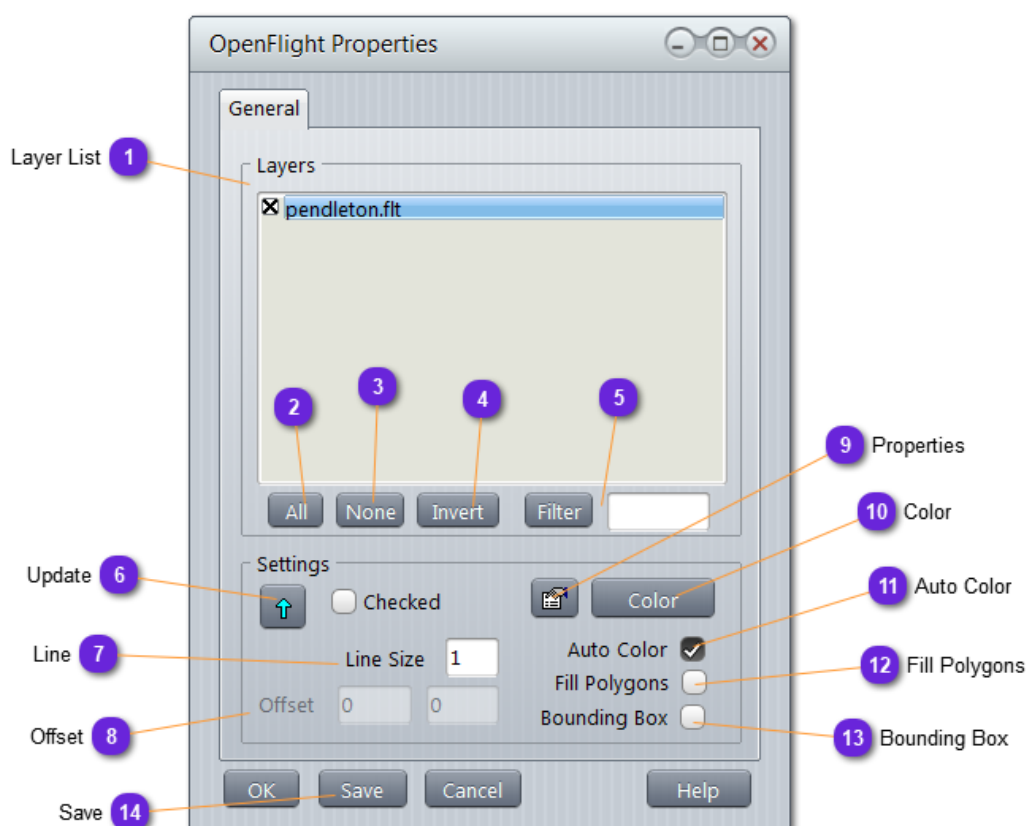 OpenFlight Properties
General
Layer List 1
Layers
pendleton.flt
2
3
4
5
All None Invert Filter
9 Properties
10 Color
Settings
Update 6
Checked
Color
11 Auto Color
Line 7
Line Size 1
Auto Color
Fill Polygons
12 Fill Polygons
Offset 0 0
Bounding Box
Offset 8
13 Bounding Box
OK Save Cancel Help
Save 14